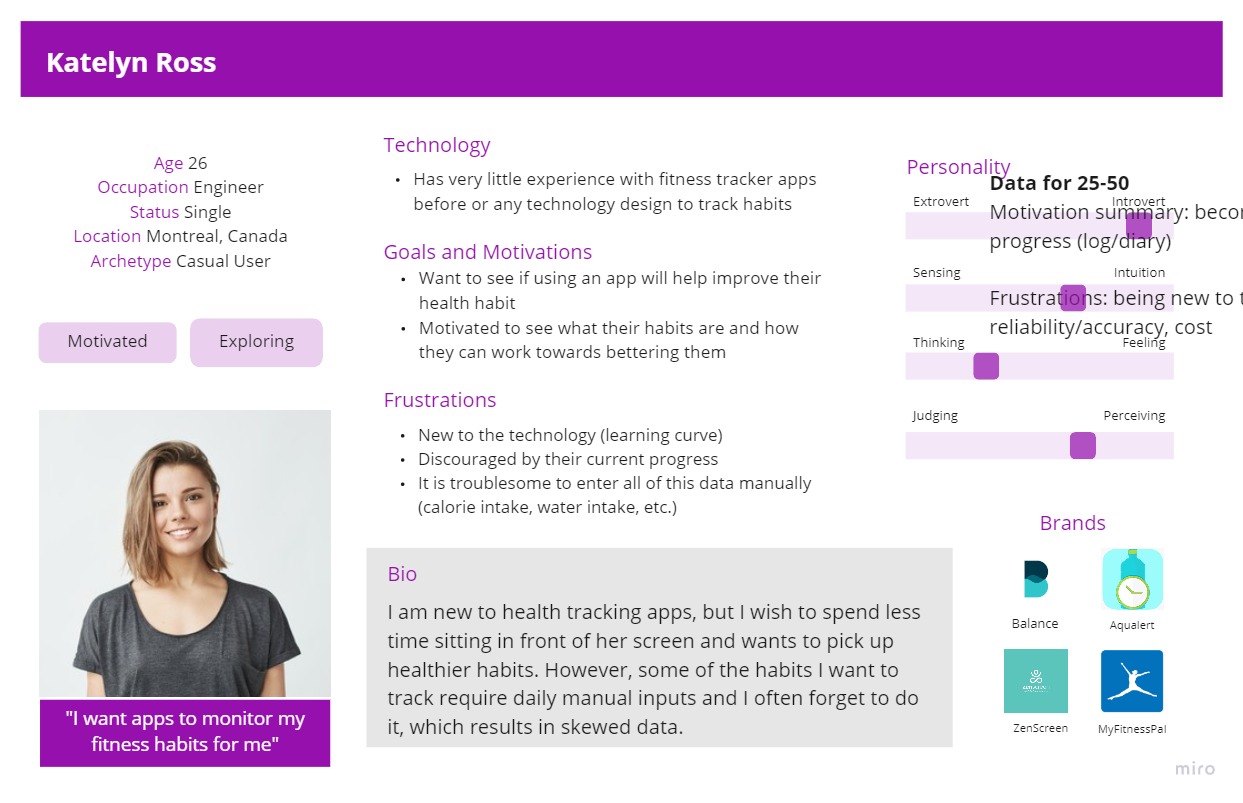 Katelyn Ross
Age 26
Occupation Engineer
Status Single
Location Montreal, Canada
Archetype Casual User
Motivated
Exploring
"I want apps to monitor my
fitness habits for me"
Technology
• Has very little experience with fitness tracker apps
before or any technology design to track habits
Goals and Motivations
• Want to see if using an app will help improve their
health habit
• Motivated to see what their habits are and how
they can work towards bettering them
Frustrations
• New to the technology (learning curve)
• Discouraged by their current progress
• It is troublesome to enter all of this data manually
(calorie intake, water intake, etc.)
Bio
I am new to health tracking apps, but I wish to spend less
time sitting in front of her screen and wants to pick up
healthier habits. However, some of the habits I want to
track require daily manual inputs and I often forget to do
it, which results in skewed data.
Personality
Extrovert Introvert
Sensing Intuition
Thinking Feeling
Judging Perceiving
Data for 25-50
Motivation summary:
progress (log/diary)
Frustrations: being new to
reliability/accuracy, cost
Brands
Balance
Aqualert
ZenScreen
MyFitnessPal
miro